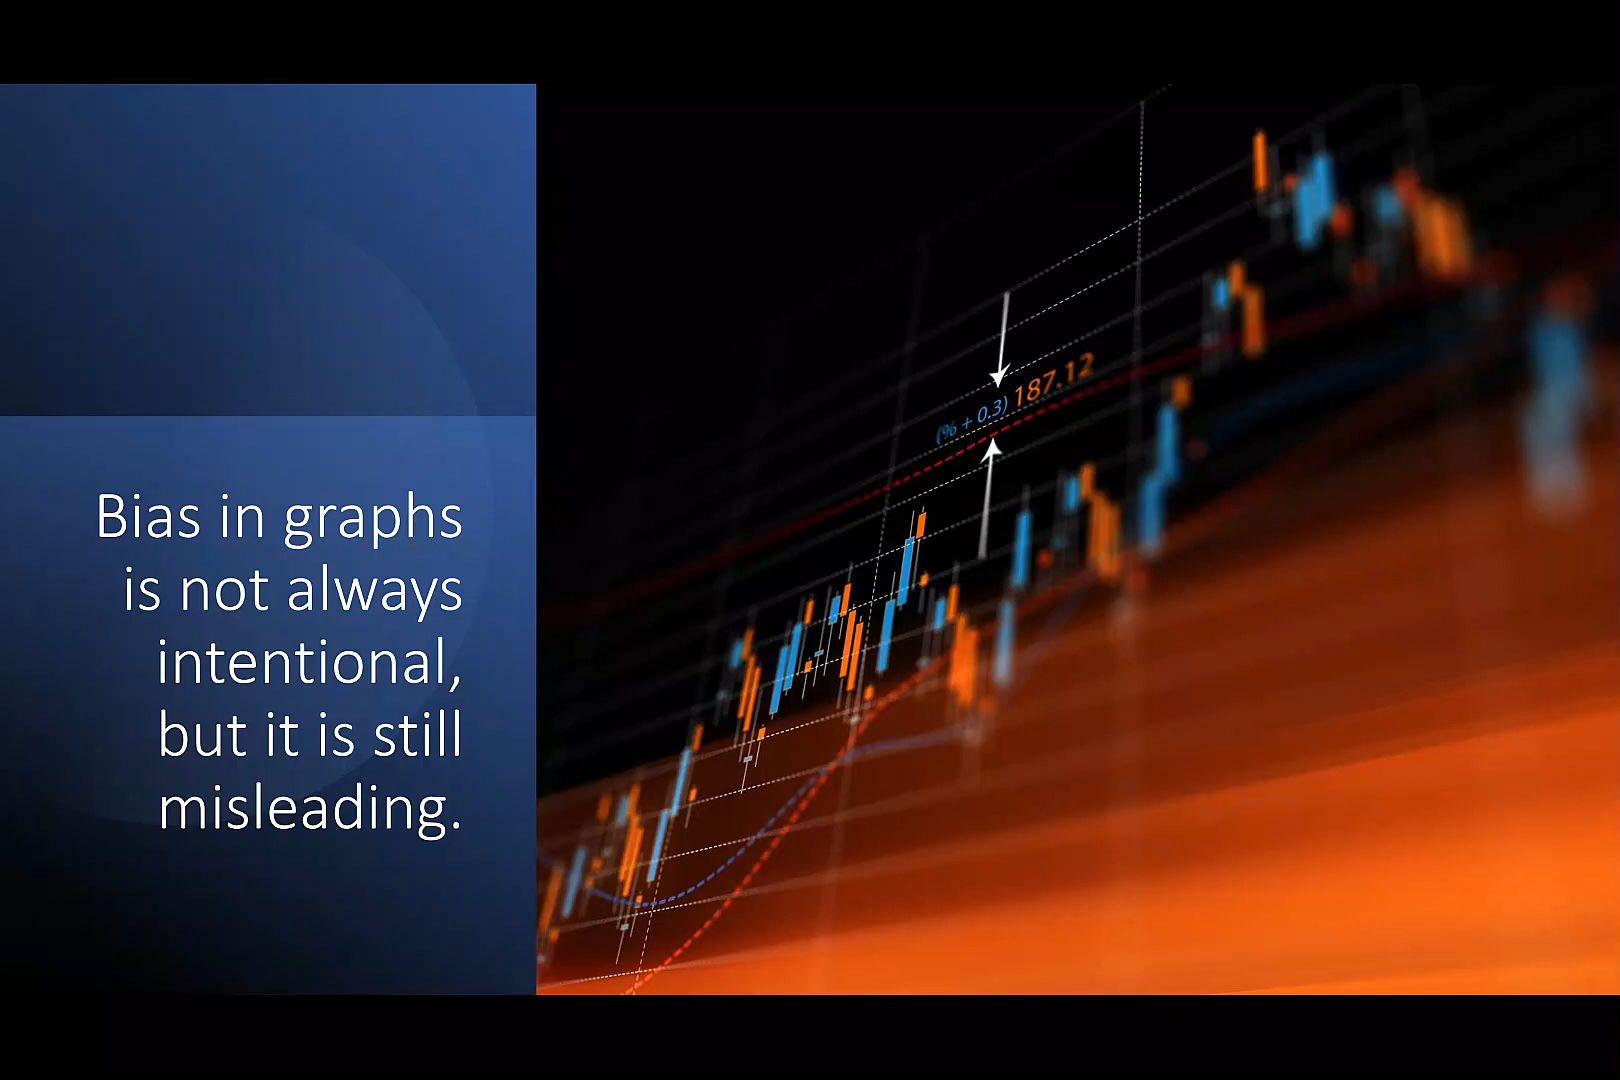 Bias in graphs
is not always
intentional,
but it is still
misleading.
(% + 0.3) 187.12